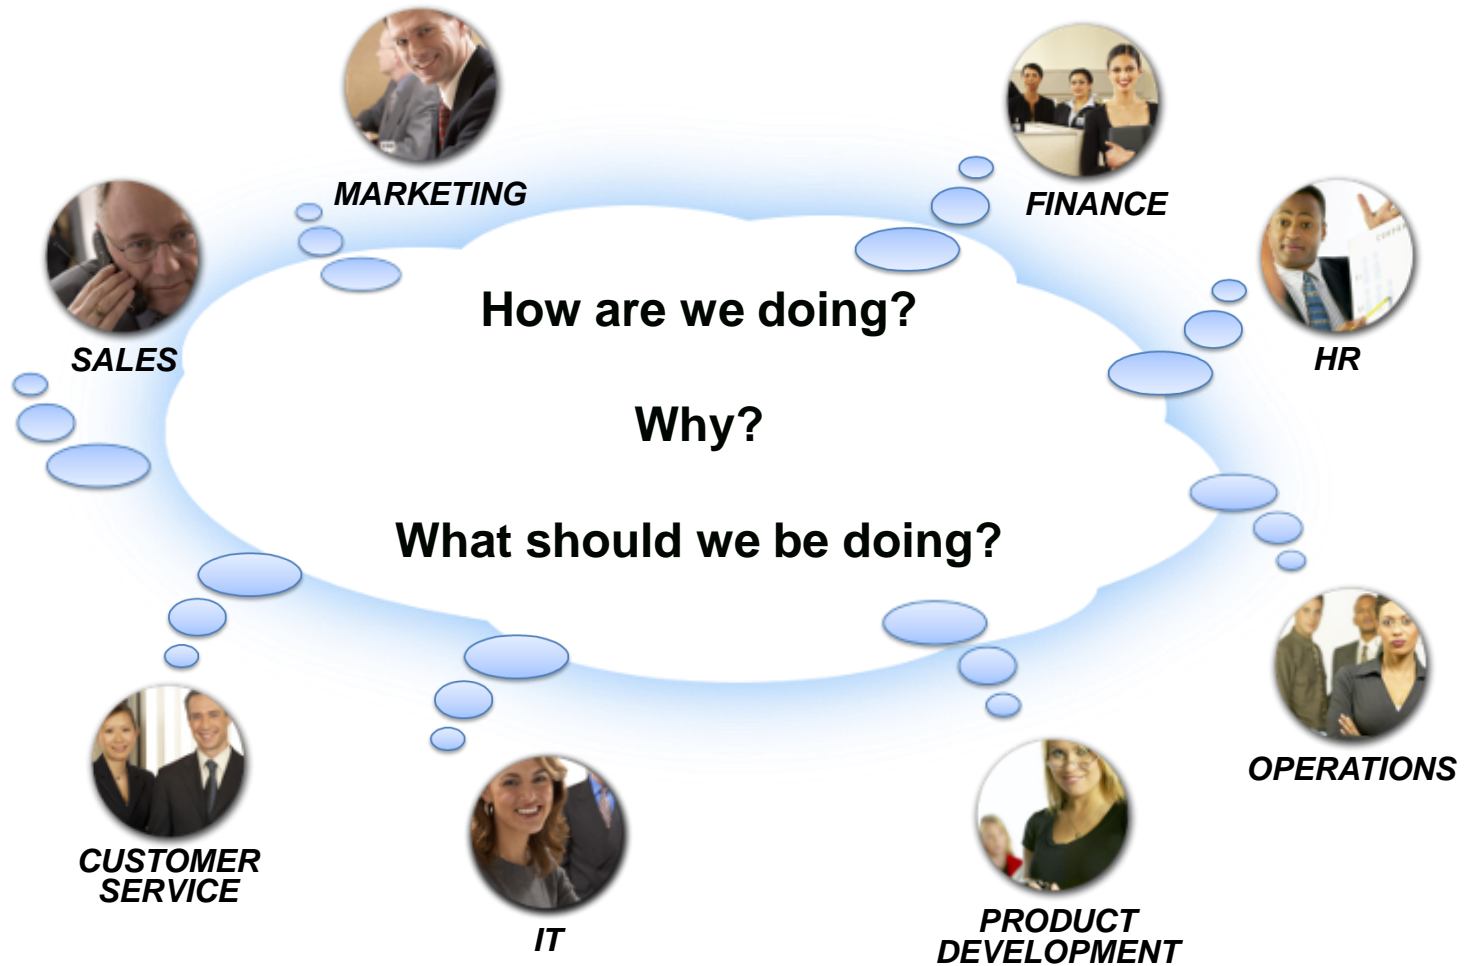 MARKETING
FINANCE
SALES
HR
How are we doing?
Why?
What should we be doing?
OPERATIONS
CUSTOMER
SERVICE
IT
PRODUCT
DEVELOPMENT